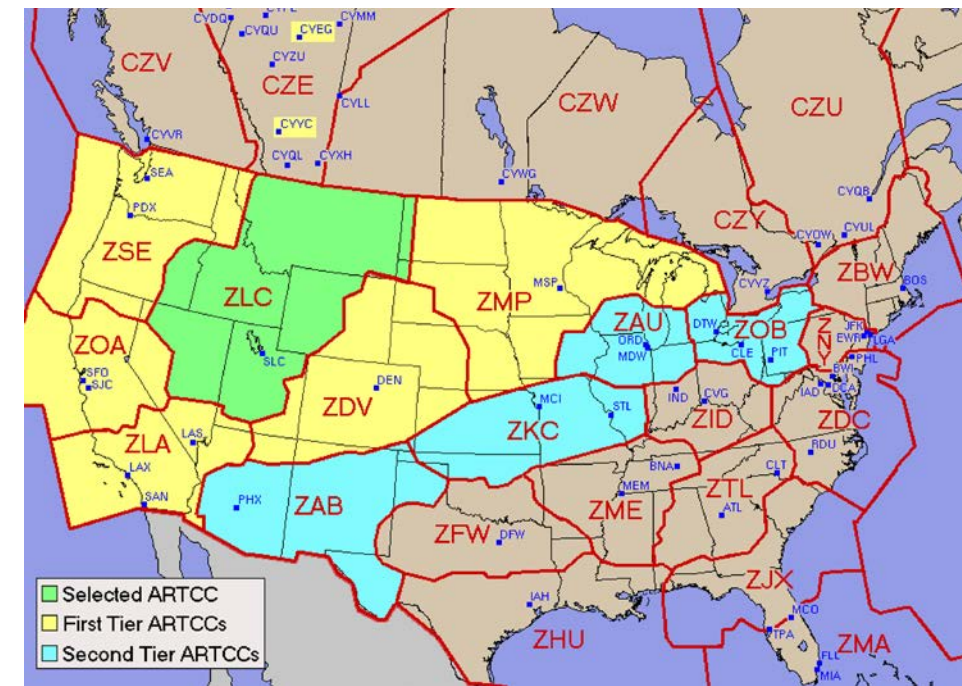 CYDQ
CYQU
CYMM
CYEG
CZV
CYZU
CZE
CYLL
CZW
CZU
CYYC
CYVR
CYQL
CYXH
CYWG
SEA
CYQB
PDX
CZY
CYOW
CYUL
ZSE
ZBW
ZLC
MSP
ZMP
CYYZ
BOS
ZAU
DTW
ZOB
ZNY
JFK
LGA
EWR
ZOA
SLC
ORD
MDW
CLE
PIT
PHL
SFO
SJC
DEN
BWI
DCA
IAD
ZDV
MCI
IND
CVG
STL
ZID
ZDC
ZLA
LAS
ZKC
RDU
LAX
BNA
CLT
SAN
PHX
ZAB
MEM
ZTL
ZME
ATL
ZFW
DFW
ZJX
Selected ARTCC
First Tier ARTCCs
Second Tier ARTCCs
IAH
MCO
TPA
ZHU
ZMA
FLL
MIA